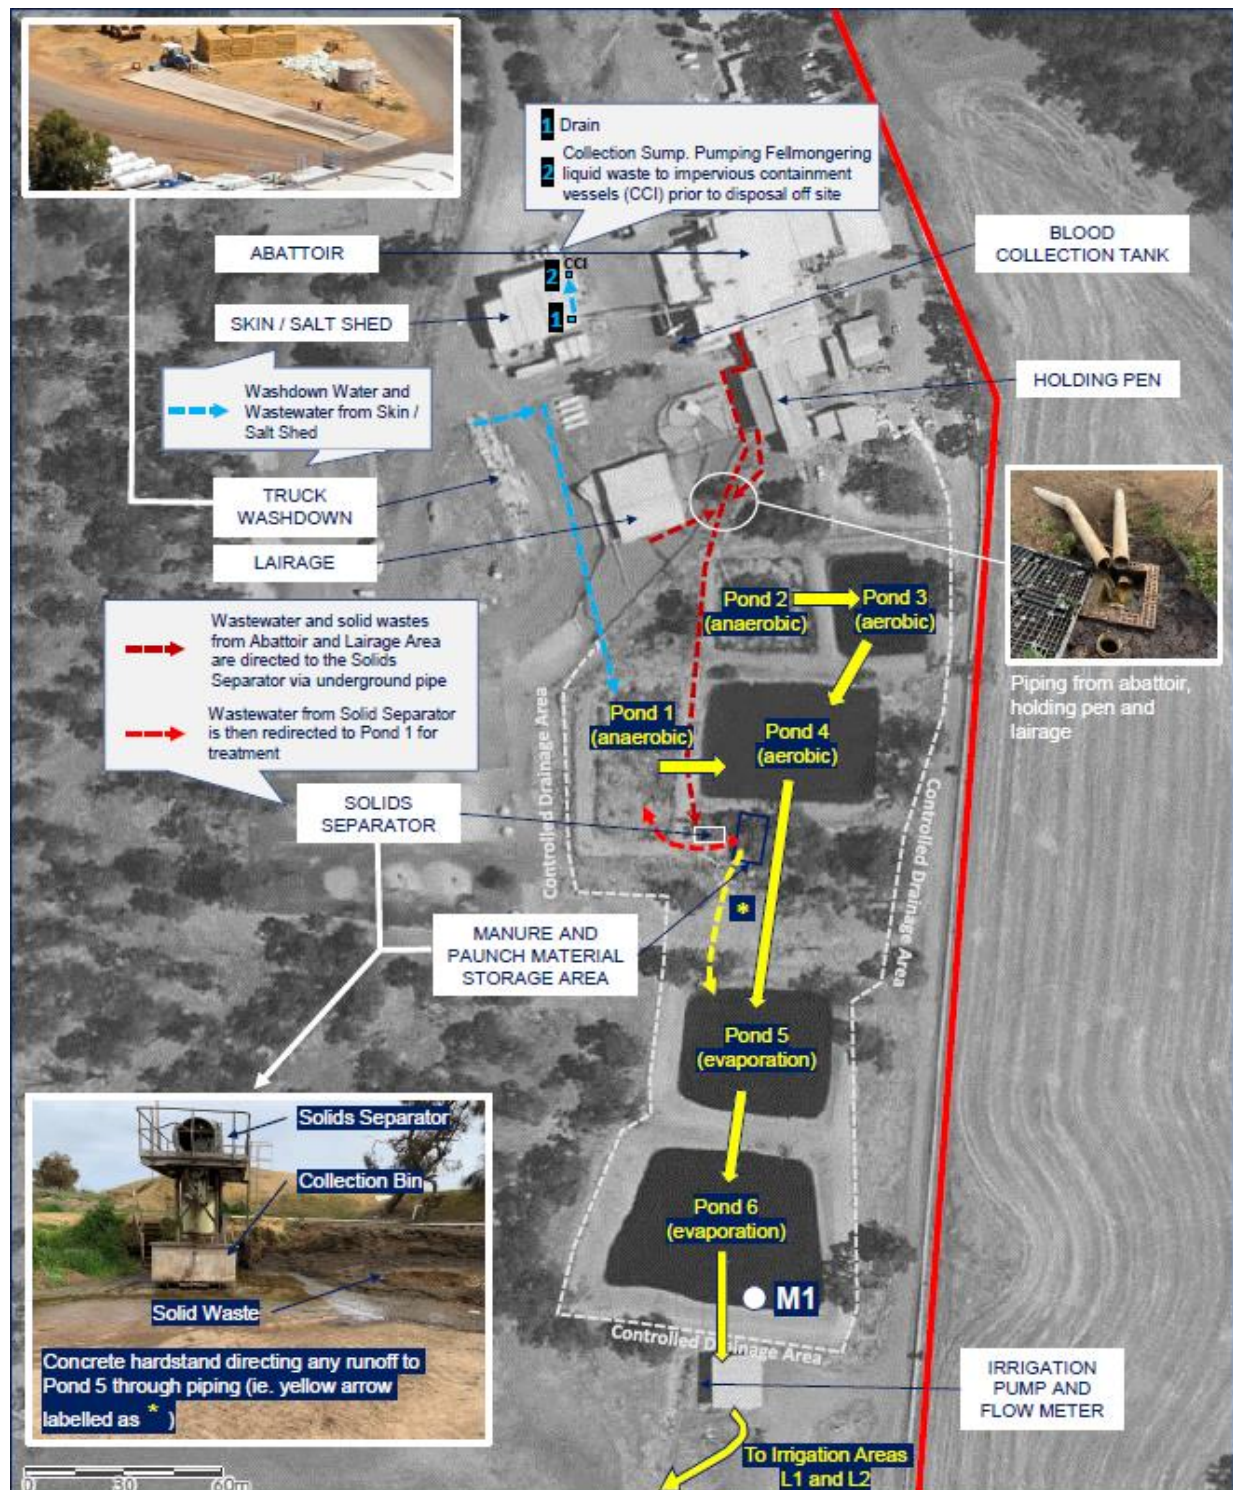 1 Drain
2 Collection Sump. Pumping Fellmongering
liquid waste to impervious containment
vessels (CCI) prior to disposal off site
ABATTOIR
BLOOD
COLLECTION TANK
CCI
2
1
SKIN / SALT SHED
HOLDING PEN
Washdown Water and
Wastewater from Skin /
Salt Shed
TRUCK
WASHDOWN
LAIRAGE
Pond 2
(anaerobic)
Pond 3
(aerobic)
Wastewater and solid wastes
from Abattoir and Lairage Area
are directed to the Solids
Separator via underground pipe
Wastewater from Solid Separator
is then redirected to Pond 1 for
treatment
Piping from abattoir,
holding pen and
lairage
Pond 1
(anaerobic)
Pond 4
(aerobic)
Controlled Drainage Area
Controlled Drainage Area
SOLIDS
SEPARATOR
*
MANURE AND
PAUNCH MATERIAL
STORAGE AREA
Pond 5
(evaporation)
Solids Separator
Collection Bin
Solid Waste
Concrete hardstand directing any runoff to
Pond 5 through piping (ie. yellow arrow
labelled as * )
Pond 6
(evaporation)
M1
Controlled Drainage Area
IRRIGATION
PUMP AND
FLOW METER
To Irrigation Areas
L1 and L2
0 30 60m